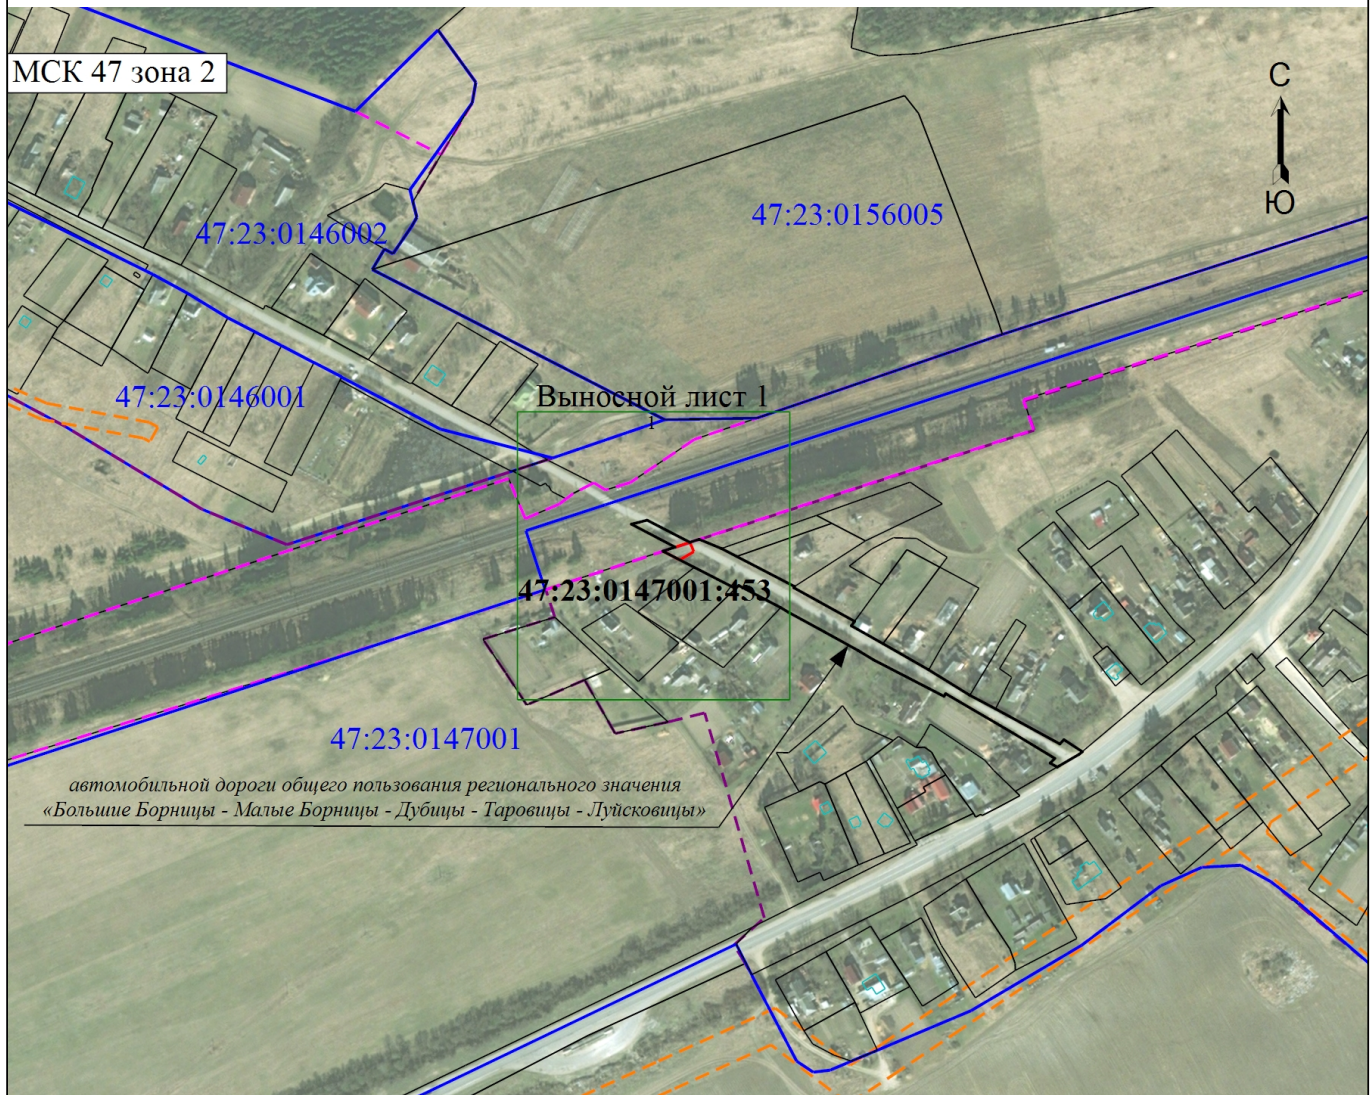 МСК 47 зона 2
С
Ю
47:23:0156005
47:23:0146002
47:23:0146001
Выносной лист 1
1
47:23:0147001:453
47:23:0147001
автомобильной дороги общего пользования регионального значения
«Большие Борницы - Малые Борницы - Дубицы - Таровицы - Луйсковицы»